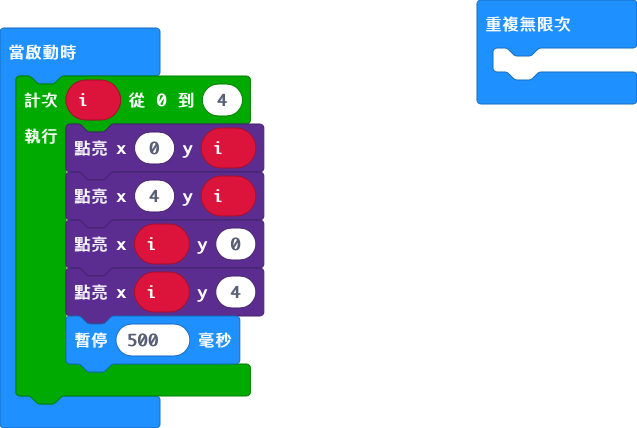 當啟動時
重複無限次
計次 i 從 0 到 4
執行
點亮 x 0 y i
點亮 x 4 y i
點亮 x i y 0
點亮 x i y 4
暫停 500 毫秒